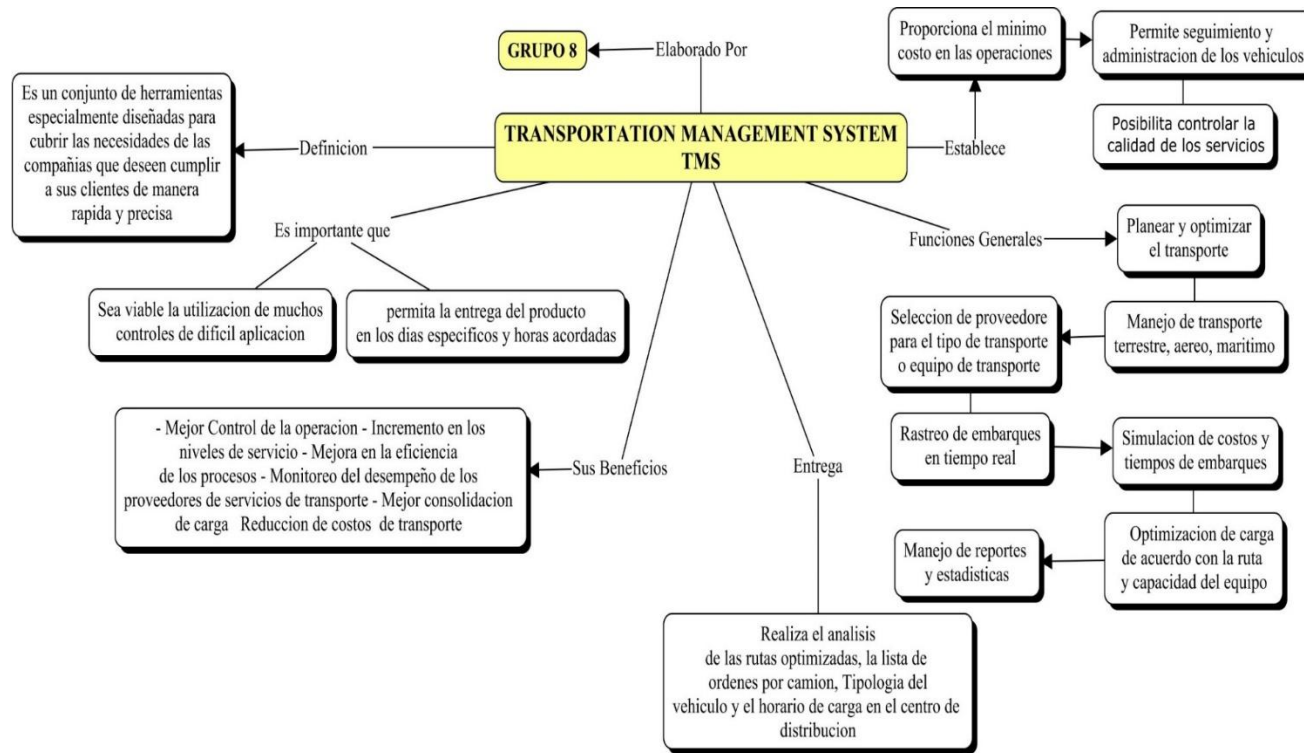 GRUPO 8
Elaborado Por
Proporciona el minimo
costo en las operaciones
Permite seguimiento y
administracion de los vehiculos
Posibilita controlar la
calidad de los servicios
Es un conjunto de herramientas
especialmente diseñadas para
cubrir las necesidades de las
compañias que deseen cumplir
a sus clientes de manera
rapida y precisa
Definicion
TRANSPORTATION MANAGEMENT SYSTEM
TMS
Establece
Es importante que
Sea viable la utilizacion de muchos
controles de dificil aplicacion
permita la entrega del producto
en los dias especificos y horas acordadas
Funciones Generales
Planear y optimizar
el transporte
Manejo de transporte
terrestre, aereo, maritimo
Seleccion de proveedore
para el tipo de transporte
o equipo de transporte
Rastreo de embarques
en tiempo real
Simulacion de costos y
tiempos de embarques
Optimizacion de carga
de acuerdo con la ruta
y capacidad del equipo
Manejo de reportes
y estadisticas
- Mejor Control de la operacion - Incremento en los
niveles de servicio - Mejora en la eficiencia
de los procesos - Monitoreo del desempeño de los
proveedores de servicios de transporte - Mejor consolidacion
de carga Reduccion de costos de transporte
Sus Beneficios
Entrega
Realiza el analisis
de las rutas optimizadas, la lista de
ordenes por camion, Tipologia del
vehiculo y el horario de carga en el centro de
distribucion